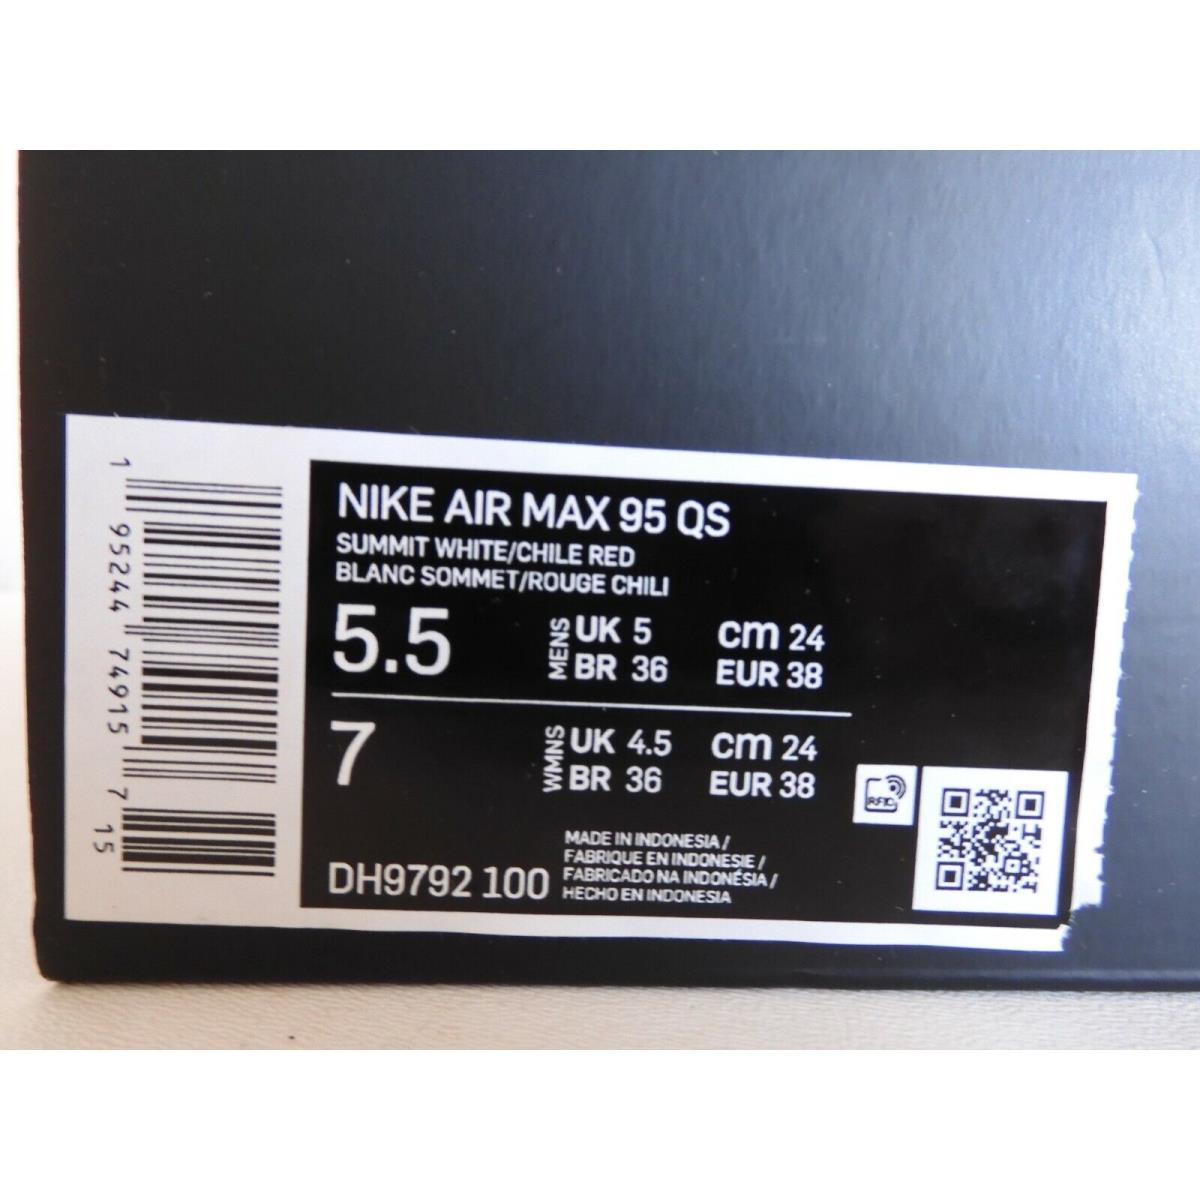 1 95244 74915 7 15
NIKE AIR MAX 95 QS
SUMMIT WHITE/CHILE RED
BLANC SOMMET/ROUGE CHILI
5.5 MENS UK 5 cm 24
BR 36 EUR 38
7 WMNS UK 4.5 cm 24
BR 36 EUR 38
RFID
DH9792 100
MADE IN INDONESIA /
FABRIQUE EN INDONESIE /
FABRICADO NA INDONÉSIA /
HECHO EN INDONESIA